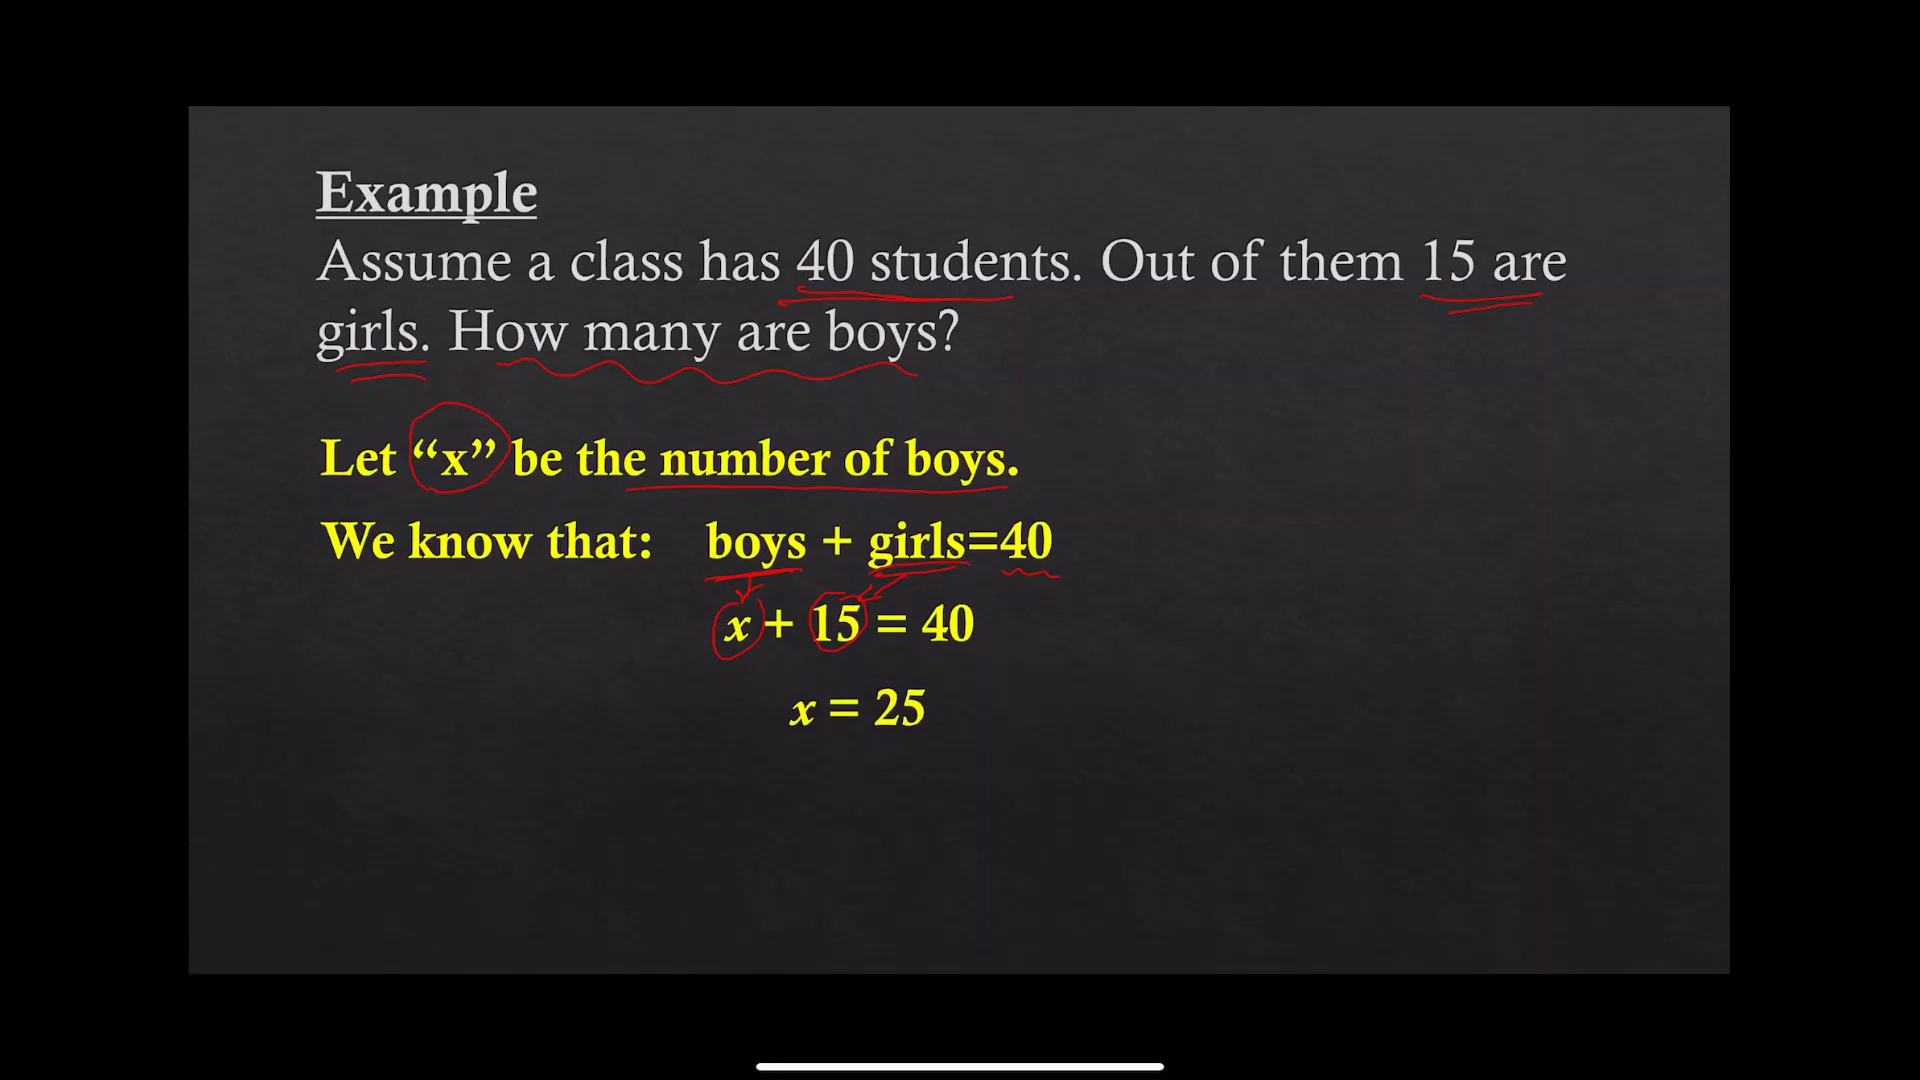 Example
Assume a class has 40 students. Out of them 15 are
girls. How many are boys?
Let “x” be the number of boys.
We know that: boys + girls=40
x + 15 = 40
x = 25